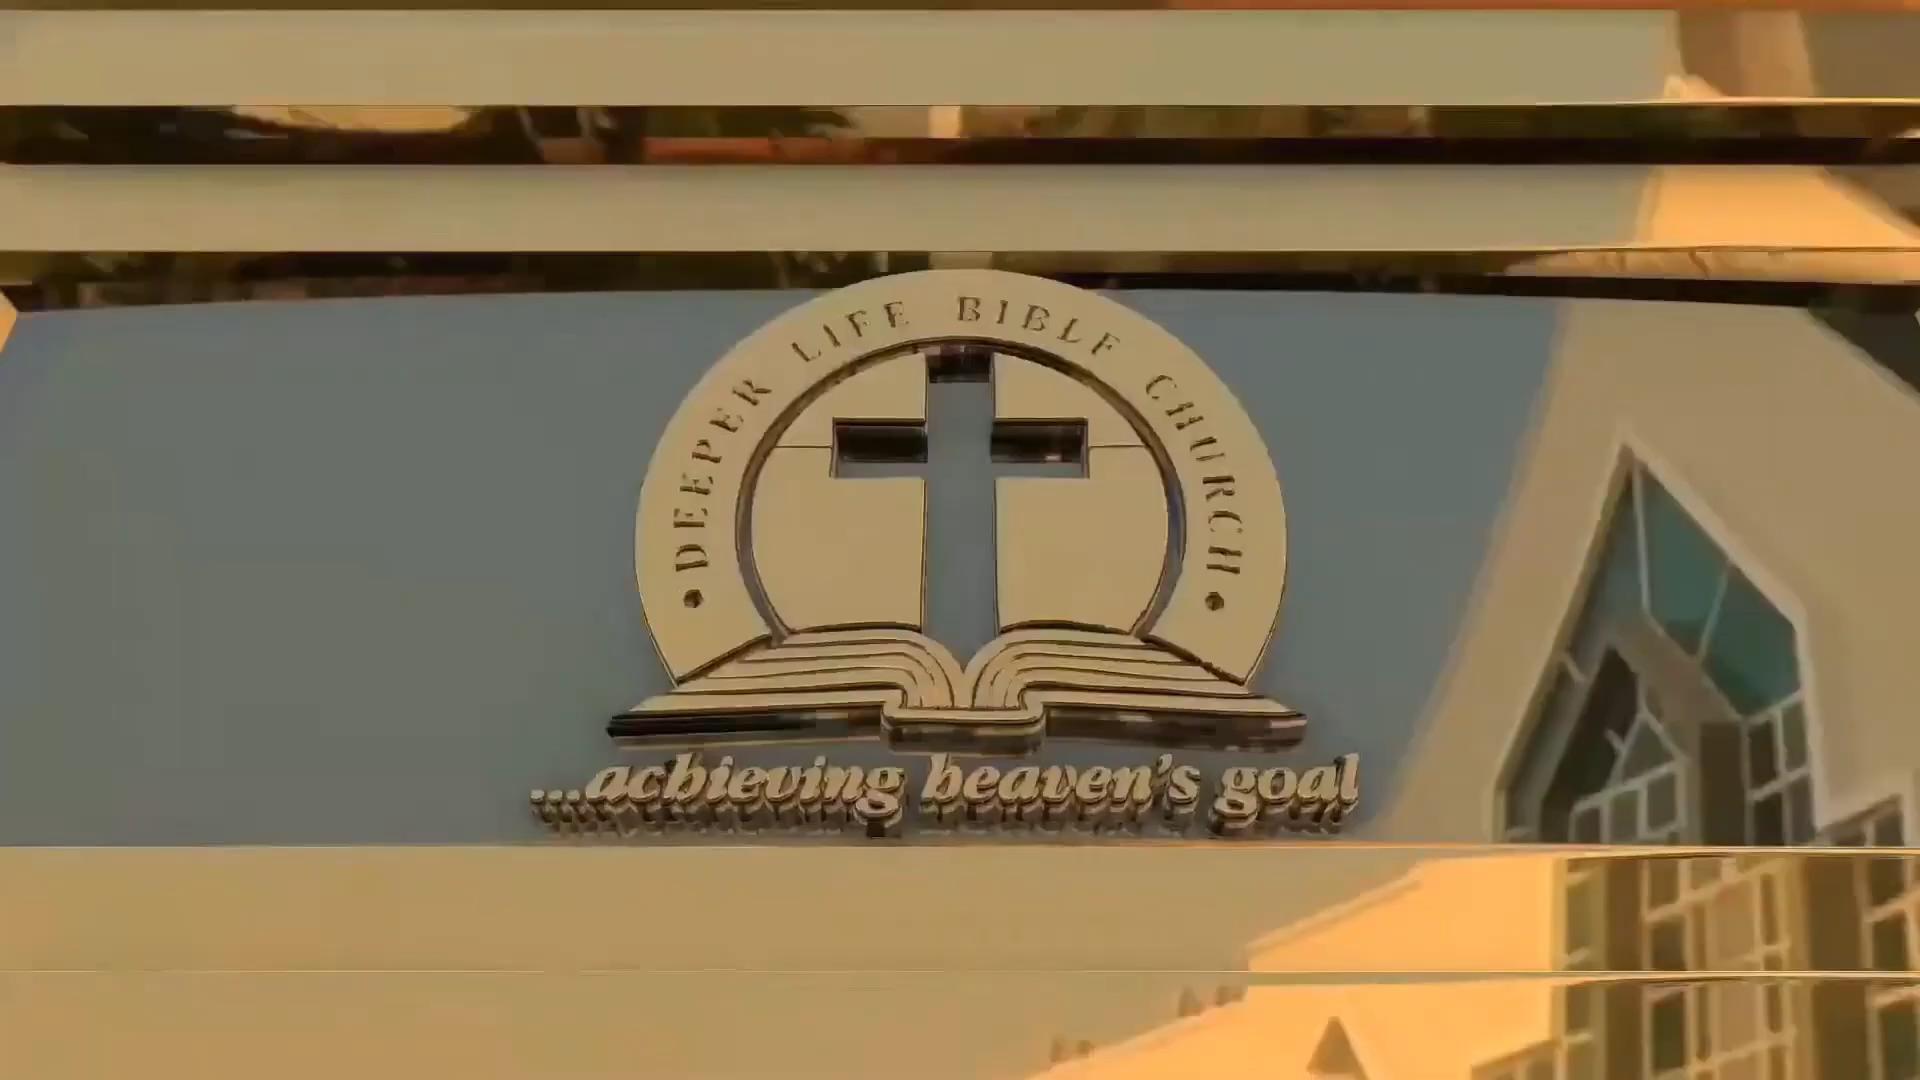 • DEEPER LIFE BIBLE CHURCH •
...achieving heaven's goal